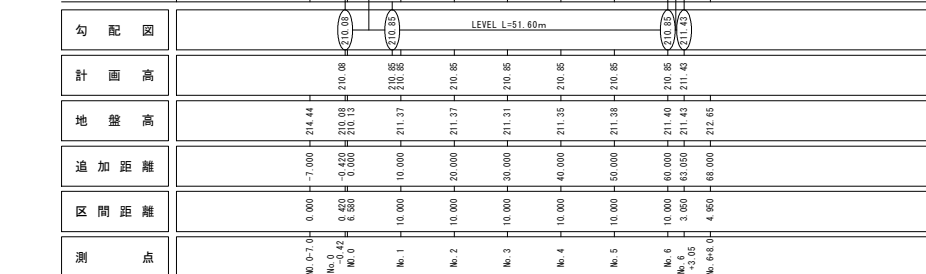 勾配図 210.08 210.85 LEVEL L=51.60m 210.85 211.43
計画高 210.08 210.85 210.85 210.85 210.85 210.85 210.85 210.85 211.43
地盤高 214.44 210.08 210.13 211.37 211.37 211.31 211.35 211.38 211.40 211.43 212.65
追加距離 -7.000 -0.420 0.000 10.000 20.000 30.000 40.000 50.000 60.000 63.050 68.000
区間距離 0.000 0.420 6.580 10.000 10.000 10.000 10.000 10.000 10.000 3.050 4.950
測点 NO.0-7.0 No.0 -0.42 NO.0 No.1 No.2 No.3 No.4 No.5 No.6 No.6 +3.05 No.6+8.0